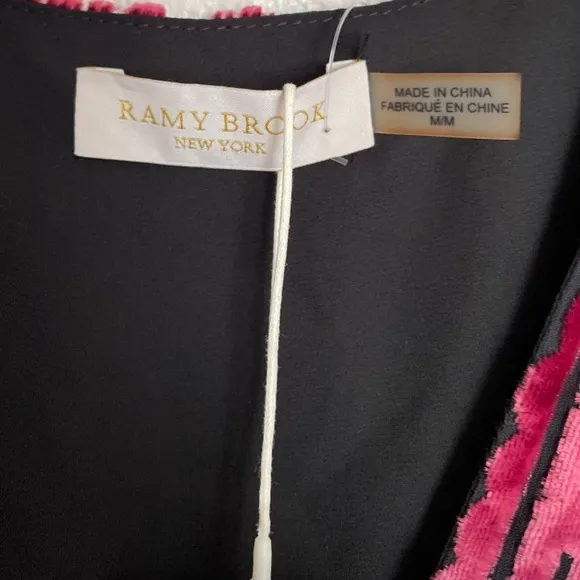 RAMY BROOK
NEW YORK
MADE IN CHINA
FABRIQUÉ EN CHINE
M/M